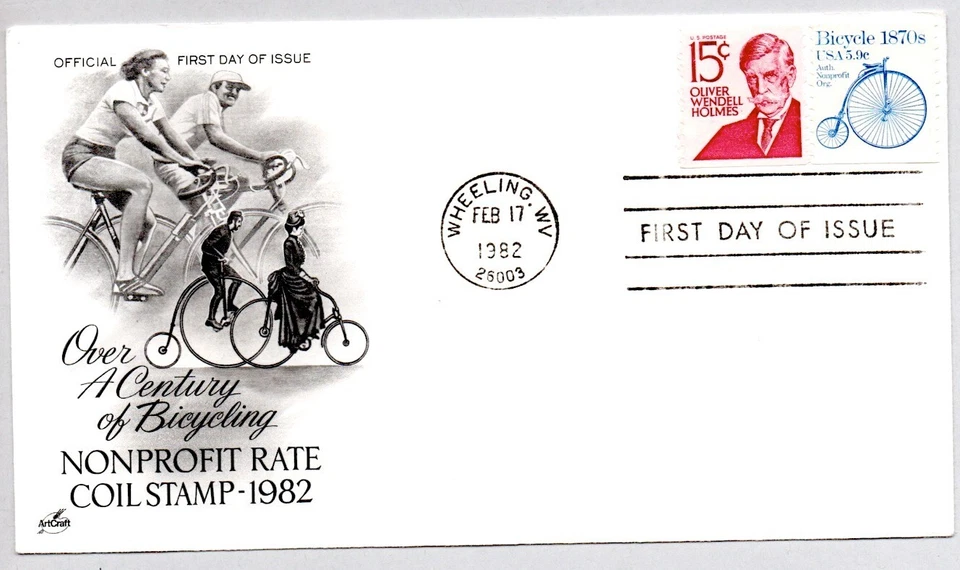 OFFICIAL FIRST DAY OF ISSUE
U.S. POSTAGE
15¢
OLIVER
WENDELL
HOLMES
Bicycle 1870s
USA 5.9c
Auth.
Nonprofit
Org.
WHEELING, WV
FEB 17
1982
26003
FIRST DAY OF ISSUE
Over
A Century
of Bicycling
NONPROFIT RATE
COIL STAMP-1982
ArtCraft